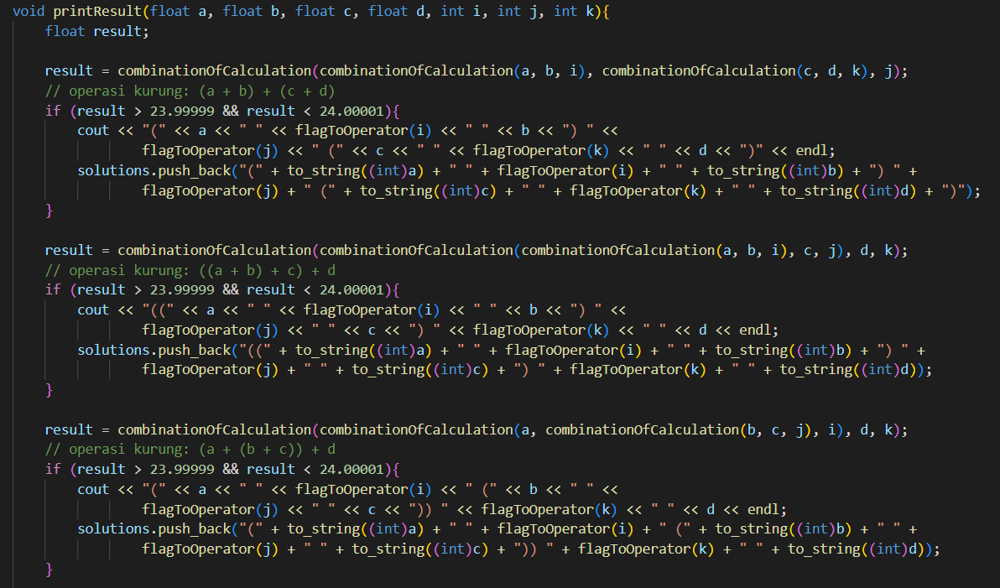 void printResult(float a, float b, float c, float d, int i, int j, int k){
    float result;

    result = combinationOfCalculation(combinationOfCalculation(a, b, i), combinationOfCalculation(c, d, k), j);
    // operasi kurung: (a + b) + (c + d)
    if (result > 23.99999 && result < 24.00001){
        cout << "(" << a << " " << flagToOperator(i) << " " << b << ") " <<
                flagToOperator(j) << " (" << c << " " << flagToOperator(k) << " " << d << ")" << endl;
        solutions.push_back("(" + to_string((int)a) + " " + flagToOperator(i) + " " + to_string((int)b) + ") " +
                flagToOperator(j) + " (" + to_string((int)c) + " " + flagToOperator(k) + " " + to_string((int)d) + ")");
    }

    result = combinationOfCalculation(combinationOfCalculation(combinationOfCalculation(a, b, i), c, j), d, k);
    // operasi kurung: ((a + b) + c) + d
    if (result > 23.99999 && result < 24.00001){
        cout << "((" << a << " " << flagToOperator(i) << " " << b << ") " <<
                flagToOperator(j) << " " << c << ") " << flagToOperator(k) << " " << d << endl;
        solutions.push_back("((" + to_string((int)a) + " " + flagToOperator(i) + " " + to_string((int)b) + ") " +
                flagToOperator(j) + " " + to_string((int)c) + ") " + flagToOperator(k) + " " + to_string((int)d));
    }

    result = combinationOfCalculation(combinationOfCalculation(a, combinationOfCalculation(b, c, j), i), d, k);
    // operasi kurung: (a + (b + c)) + d
    if (result > 23.99999 && result < 24.00001){
        cout << "(" << a << " " << flagToOperator(i) << " (" << b << " " <<
                flagToOperator(j) << " " << c << ")) " << flagToOperator(k) << " " << d << endl;
        solutions.push_back("(" + to_string((int)a) + " " + flagToOperator(i) + " (" + to_string((int)b) + " " +
                flagToOperator(j) + " " + to_string((int)c) + ")) " + flagToOperator(k) + " " + to_string((int)d));
    }